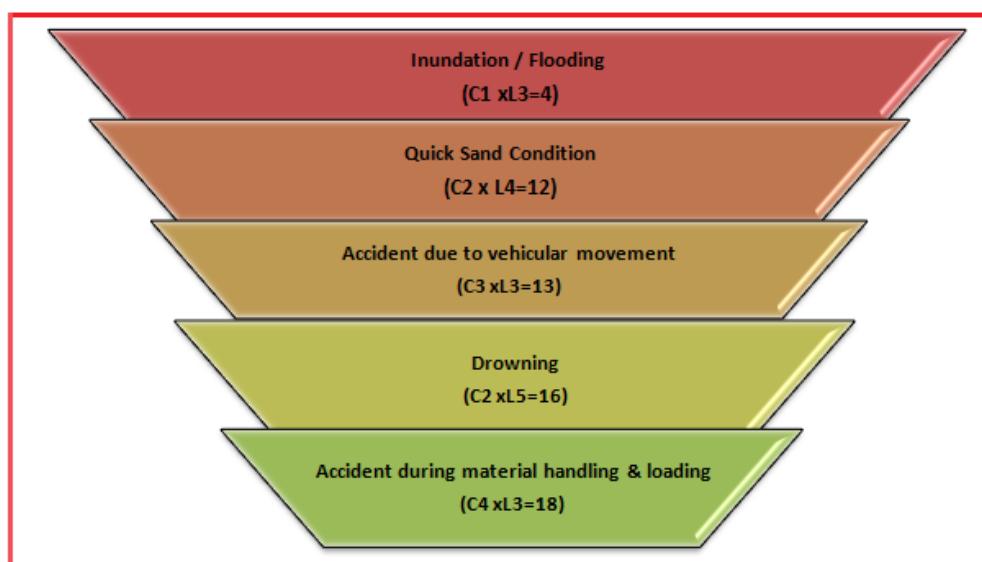 Inundation / Flooding
(C1 xL3=4)
Quick Sand Condition
(C2 x L4=12)
Accident due to vehicular movement
(C3 xL3=13)
Drowning
(C2 xL5=16)
Accident during material handling & loading
(C4 xL3=18)